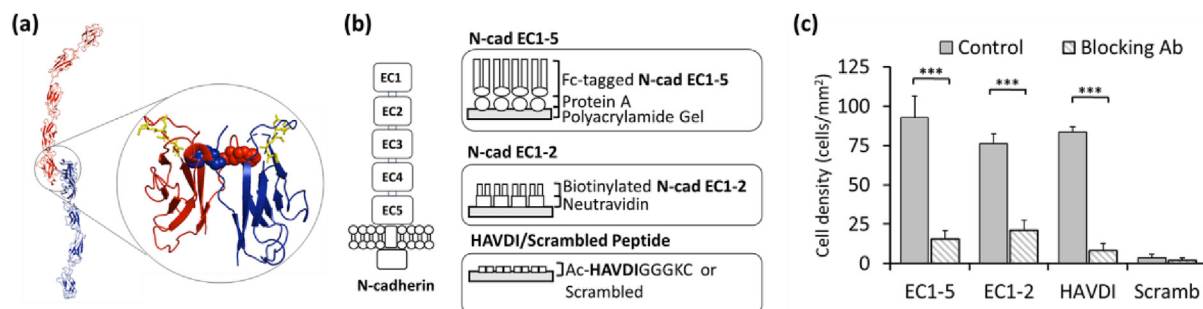 (a)
(b)
EC1
EC2
EC3
EC4
EC5
N-cadherin
N-cad EC1-5
Fc-tagged N-cad EC1-5
Protein A
Polyacrylamide Gel
N-cad EC1-2
Biotinylated N-cad EC1-2
Neutravidin
HAVDI/Scrambled Peptide
Ac-HAVDIGGGKC or
Scrambled
(c)
Control Blocking Ab
Cell density (cells/mm²)
125
100
75
50
25
0
*** *** ***
EC1-5 EC1-2 HAVDI Scramb